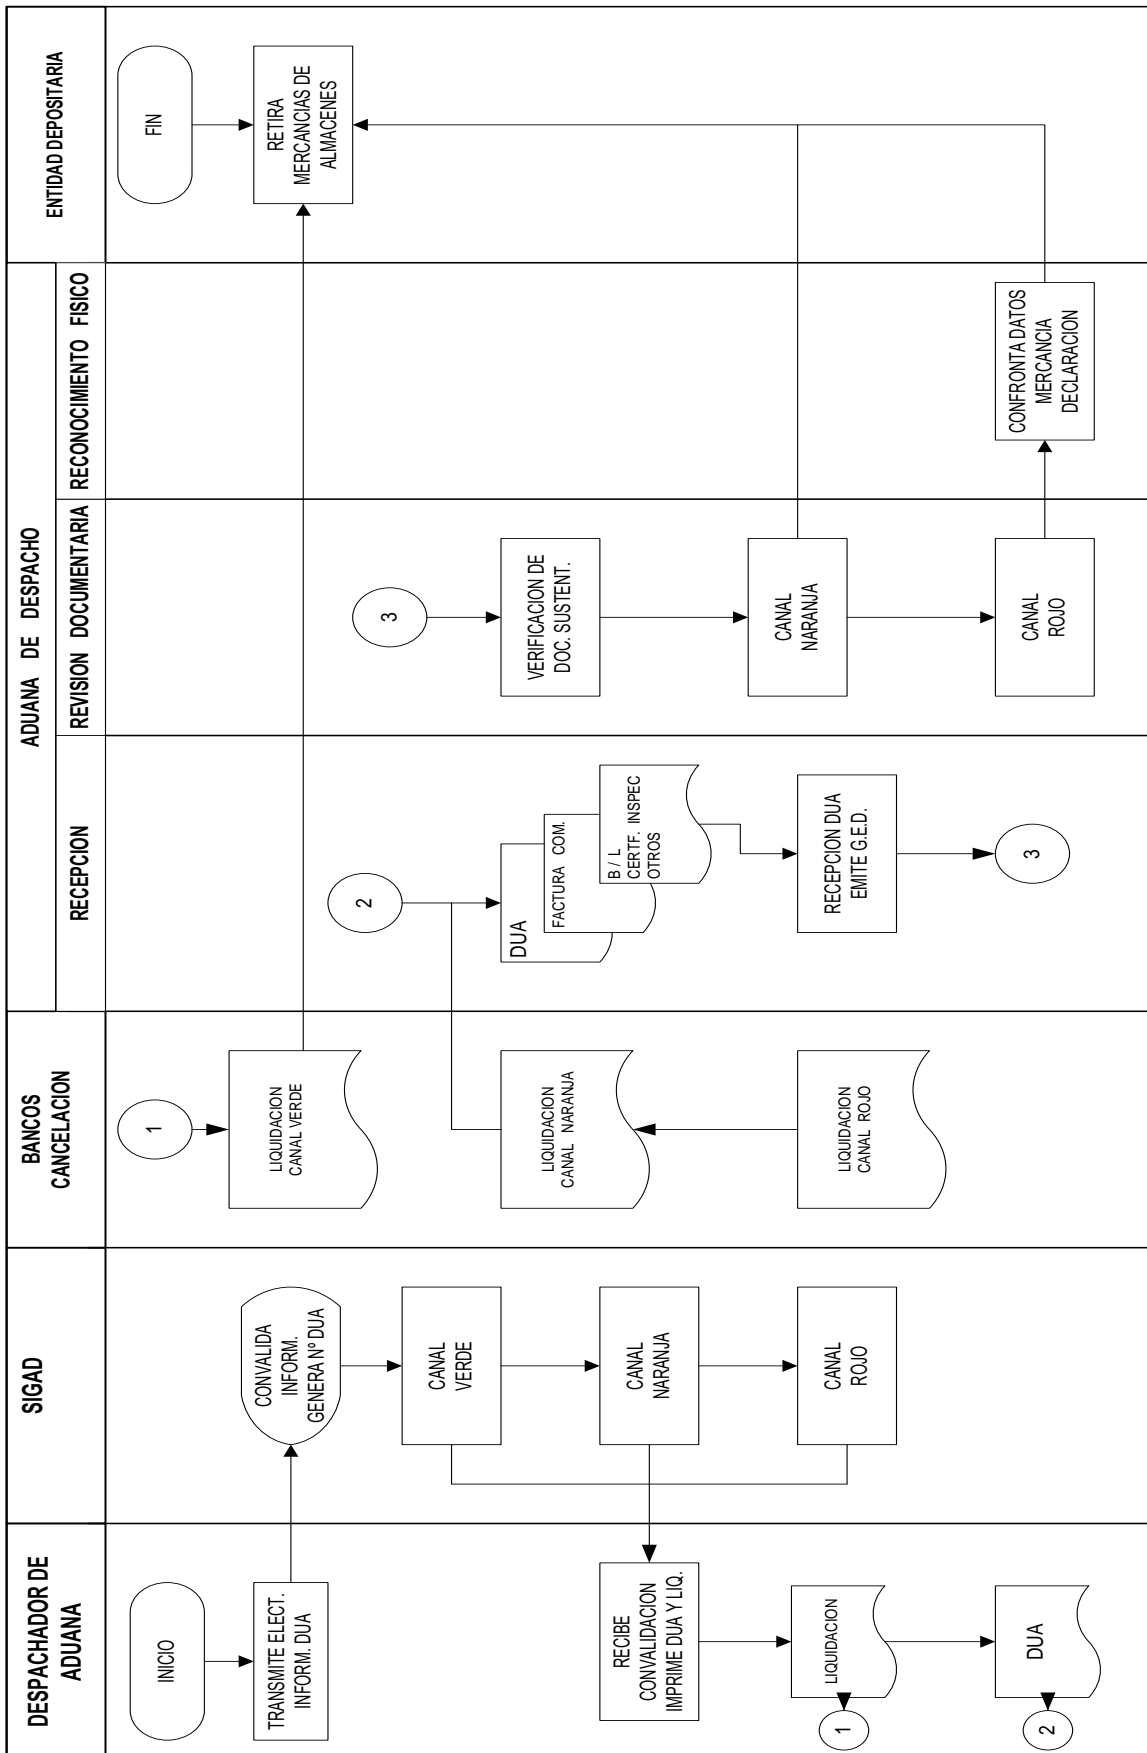 DESPACHADOR DE
ADUANA
SIGAD
BANCOS
CANCELACION
ADUANA DE DESPACHO
RECEPCION
REVISION DOCUMENTARIA
RECONOCIMIENTO FISICO
ENTIDAD DEPOSITARIA
INICIO
TRANSMITE ELECT.
INFORM. DUA
RECIBE
CONVALIDACION
IMPRIME DUA Y LIQ.
LIQUIDACION
1
DUA
2
CONVALIDA
INFORM.
GENERA Nº DUA
CANAL
VERDE
CANAL
NARANJA
CANAL
ROJO
1
LIQUIDACION
CANAL VERDE
LIQUIDACION
CANAL NARANJA
LIQUIDACION
CANAL ROJO
2
DUA
FACTURA COM.
B / L
CERTF. INSPEC
OTROS
RECEPCION DUA
EMITE G.E.D.
3
3
VERIFICACION DE
DOC. SUSTENT.
CANAL
NARANJA
CANAL
ROJO
CONFRONTA DATOS
MERCANCIA
DECLARACION
FIN
RETIRA
MERCANCIAS DE
ALMACENES